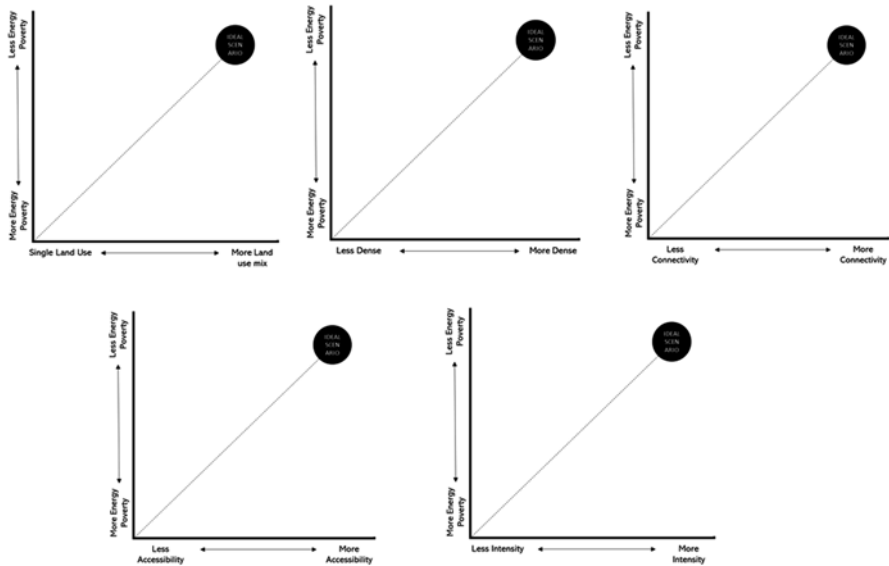 Less Energy
Poverty
More Energy
Poverty
IDEAL
SCEN
ARIO
Single Land Use
More Land
use mix
Less Energy
Poverty
More Energy
Poverty
IDEAL
SCEN
ARIO
Less Dense
More Dense
Less Energy
Poverty
More Energy
Poverty
IDEAL
SCEN
ARIO
Less
Connectivity
More
Connectivity
Less Energy
Poverty
More Energy
Poverty
IDEAL
SCEN
ARIO
Less
Accessibility
More
Accessibility
Less Energy
Poverty
More Energy
Poverty
IDEAL
SCEN
ARIO
Less Intensity
More
Intensity